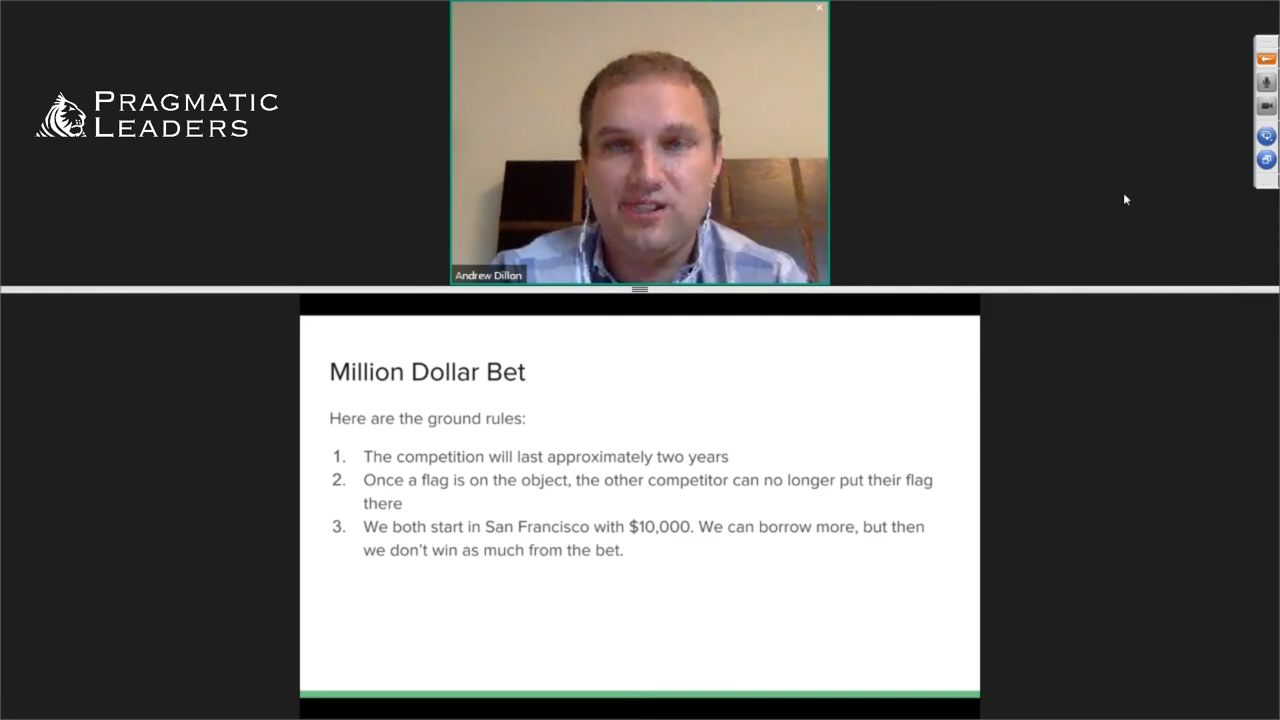 PRAGMATIC
LEADERS
Andrew Dillon
Million Dollar Bet
Here are the ground rules:
1. The competition will last approximately two years
2. Once a flag is on the object, the other competitor can no longer put their flag
there
3. We both start in San Francisco with $10,000. We can borrow more, but then
we don't win as much from the bet.